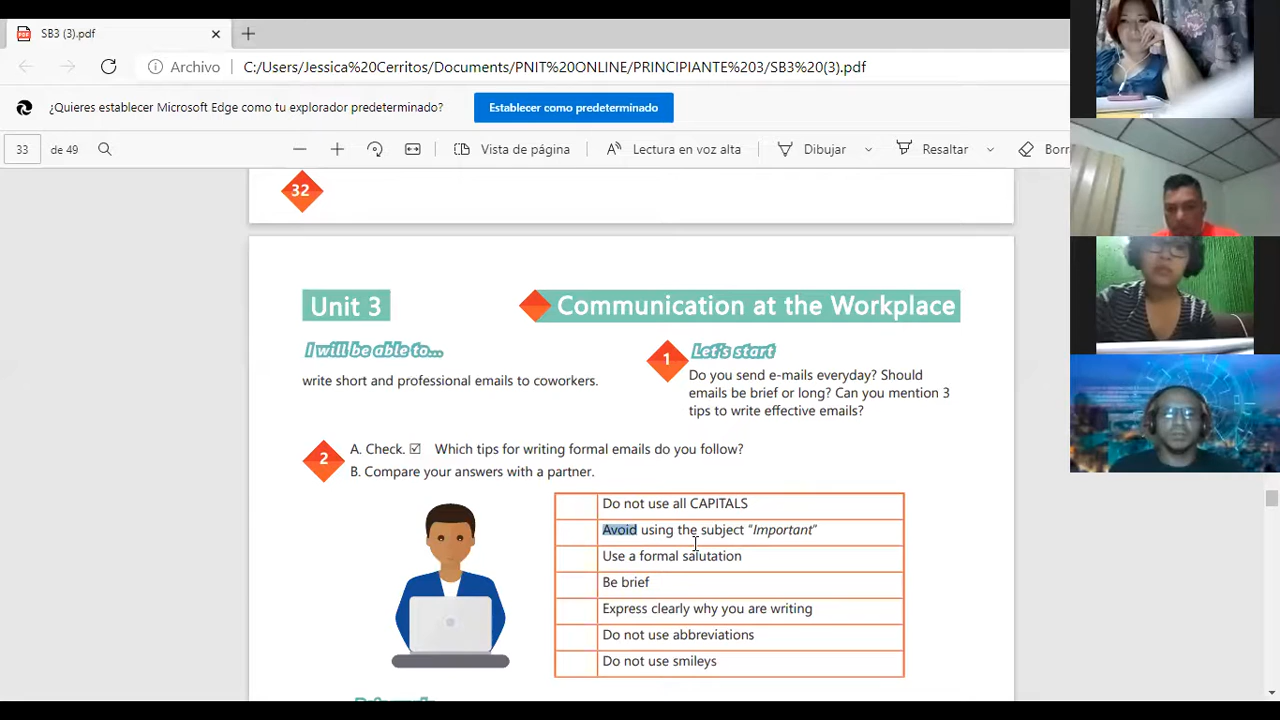 SB3 (3).pdf
Archivo
C:/Users/Jessica%20Cerritos/Documents/PNIT%20ONLINE/PRINCIPIANTE%203/SB3%20(3).pdf
¿Quieres establecer Microsoft Edge como tu explorador predeterminado?
Establecer como predeterminado
33 de 49
Vista de página
Lectura en voz alta
Dibujar
Resaltar
Borr
32
Unit 3
Communication at the Workplace
I will be able to...
write short and professional emails to coworkers.
1
Let's start
Do you send e-mails everyday? Should
emails be brief or long? Can you mention 3
tips to write effective emails?
2
A. Check. ☑ Which tips for writing formal emails do you follow?
B. Compare your answers with a partner.
Do not use all CAPITALS
Avoid using the subject "Important"
Use a formal salutation
Be brief
Express clearly why you are writing
Do not use abbreviations
Do not use smileys